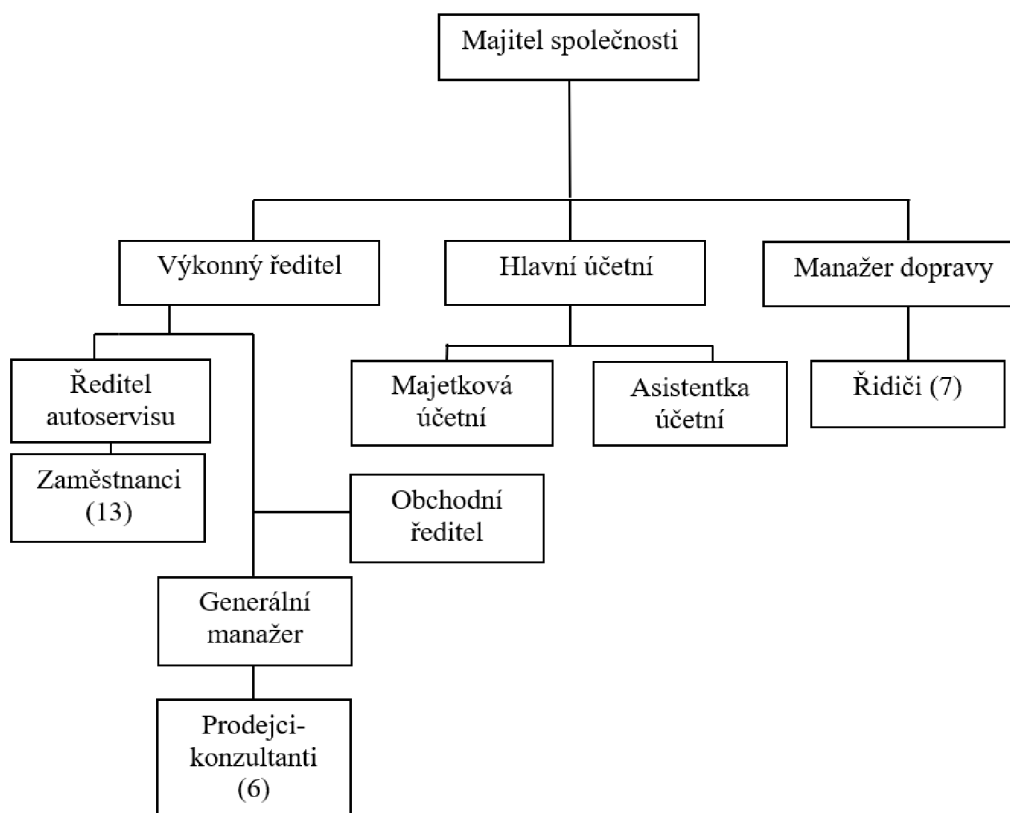 Majitel společnosti
Výkonný ředitel
Hlavní účetní
Manažer dopravy
Ředitel
autoservisu
Majetková
účetní
Asistentka
účetní
Řidiči (7)
Zaměstnanci
(13)
Obchodní
ředitel
Generální
manažer
Prodejci-
konzultanti
(6)